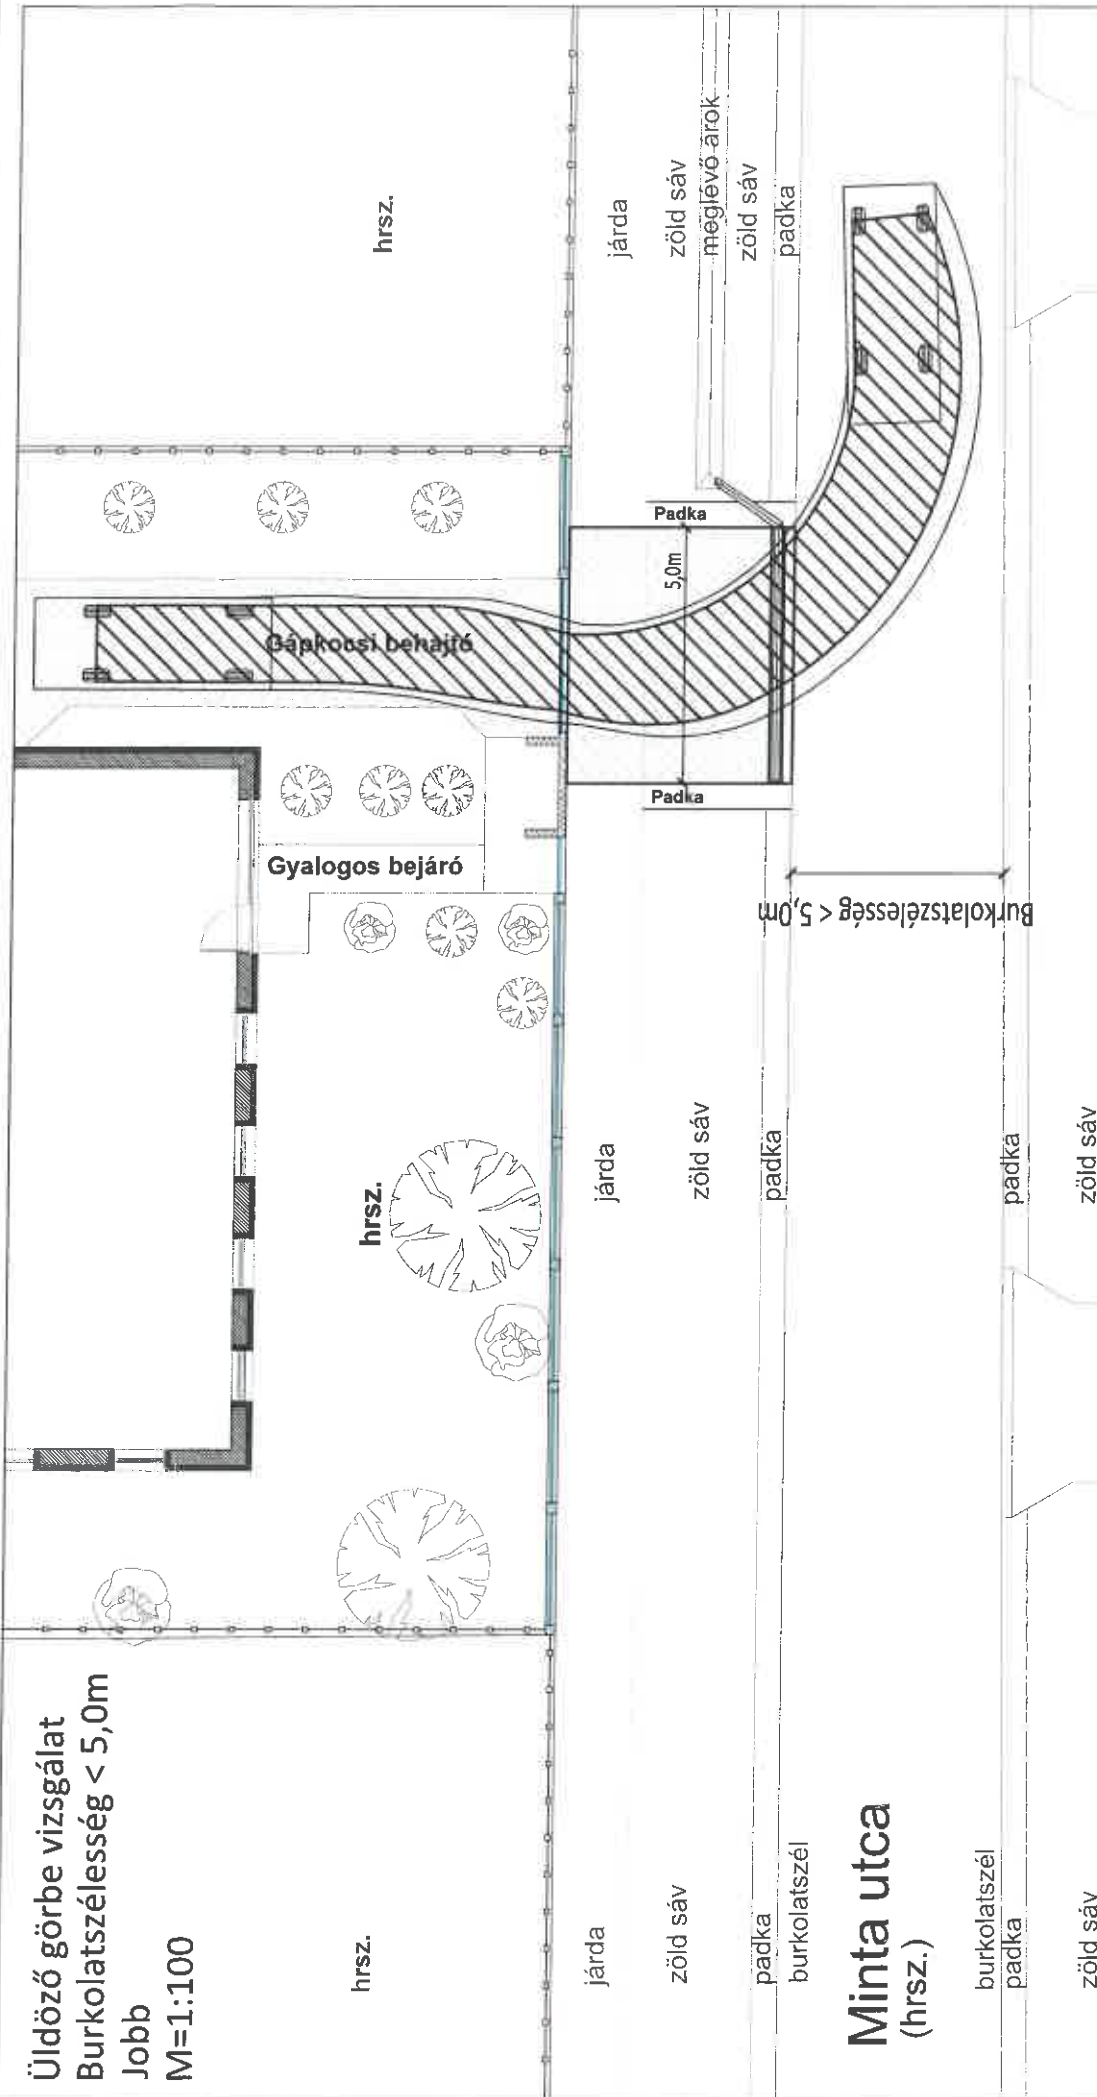 Üldöző görbe vizsgálat
Burkolatszélesség < 5,0m
Jobb
M=1:100
hrsz.
hrsz.
hrsz.
Gápkocsi behajtó
Gyalogos bejáró
Padka
5,0m
Padka
járda
zöld sáv
meglévő árok
zöld sáv
padka
Burkolatszélesség < 5,0m
járda
zöld sáv
padka
padka
zöld sáv
járda
zöld sáv
padka
burkolatszél
Minta utca
(hrsz.)
burkolatszél
padka
zöld sáv